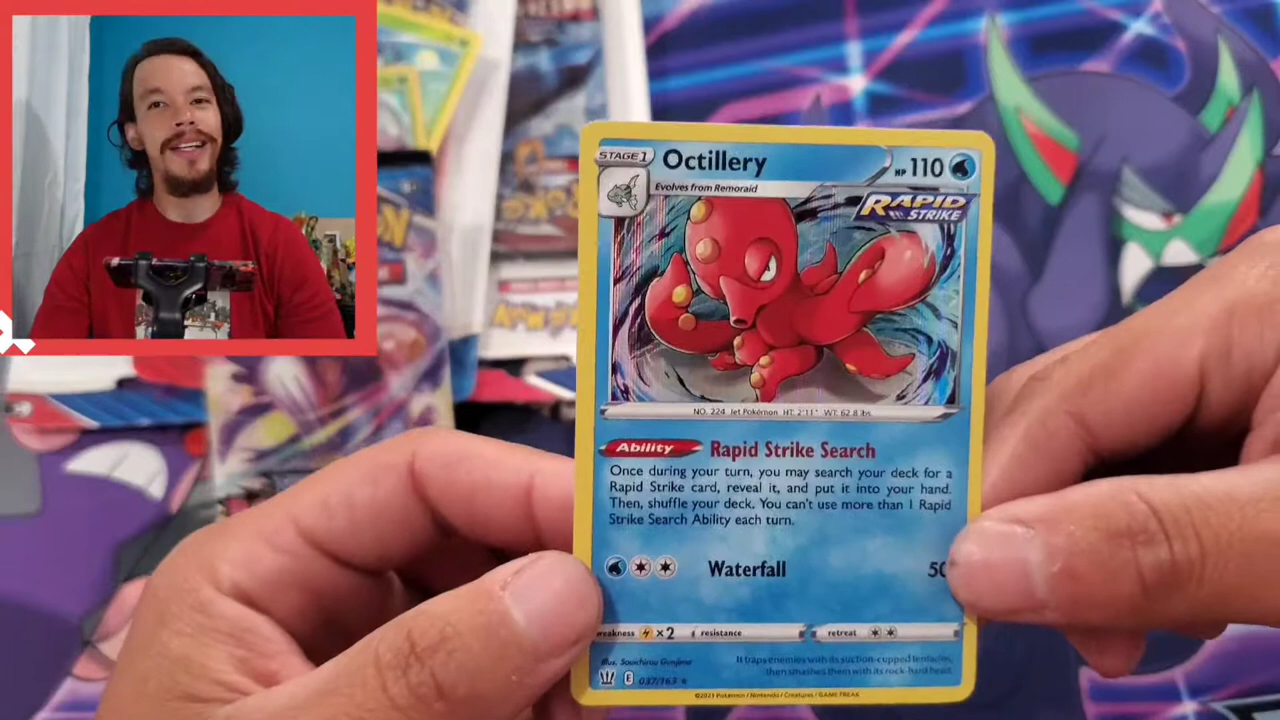 STAGE 1
Octillery
HP 110
Evolves from Remoraid
RAPID
STRIKE
NO. 224 Jet Pokémon HT: 2'11" WT: 62.8 lbs.
Ability Rapid Strike Search
Once during your turn, you may search your deck for a
Rapid Strike card, reveal it, and put it into your hand.
Then, shuffle your deck. You can't use more than 1 Rapid
Strike Search Ability each turn.
Waterfall 50
weakness ×2 resistance retreat
Illus. Souichirou Gunjima
It traps enemies with its suction-cupped tentacles,
then smashes them with its rock-hard head.
E 037/163 ★
©2021 Pokémon / Nintendo / Creatures / GAME FREAK